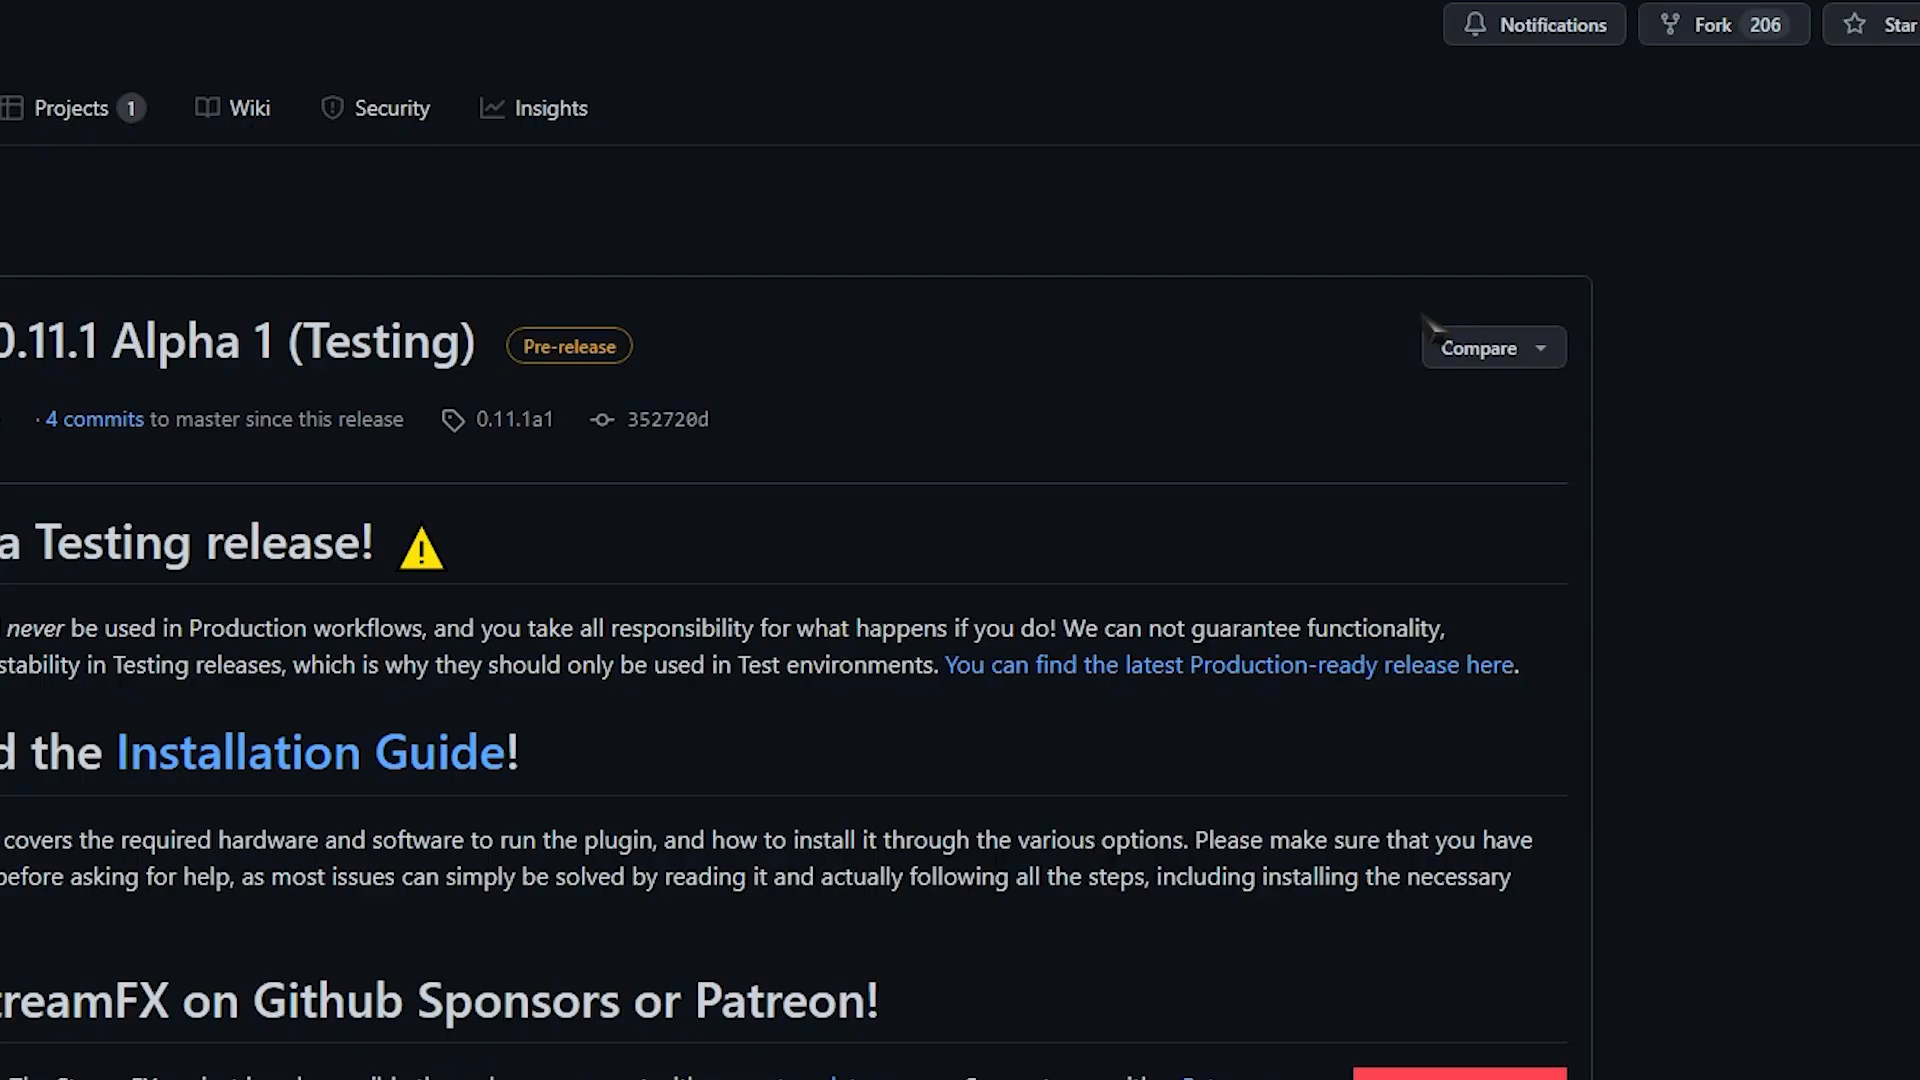 Notifications Fork 206 Star
Projects 1 Wiki Security Insights
0.11.1 Alpha 1 (Testing) Pre-release Compare
· 4 commits to master since this release 0.11.1a1 352720d
a Testing release! ⚠
never be used in Production workflows, and you take all responsibility for what happens if you do! We can not guarantee functionality,
stability in Testing releases, which is why they should only be used in Test environments. You can find the latest Production-ready release here.
d the Installation Guide!
covers the required hardware and software to run the plugin, and how to install it through the various options. Please make sure that you have
before asking for help, as most issues can simply be solved by reading it and actually following all the steps, including installing the necessary
treamFX on Github Sponsors or Patreon!